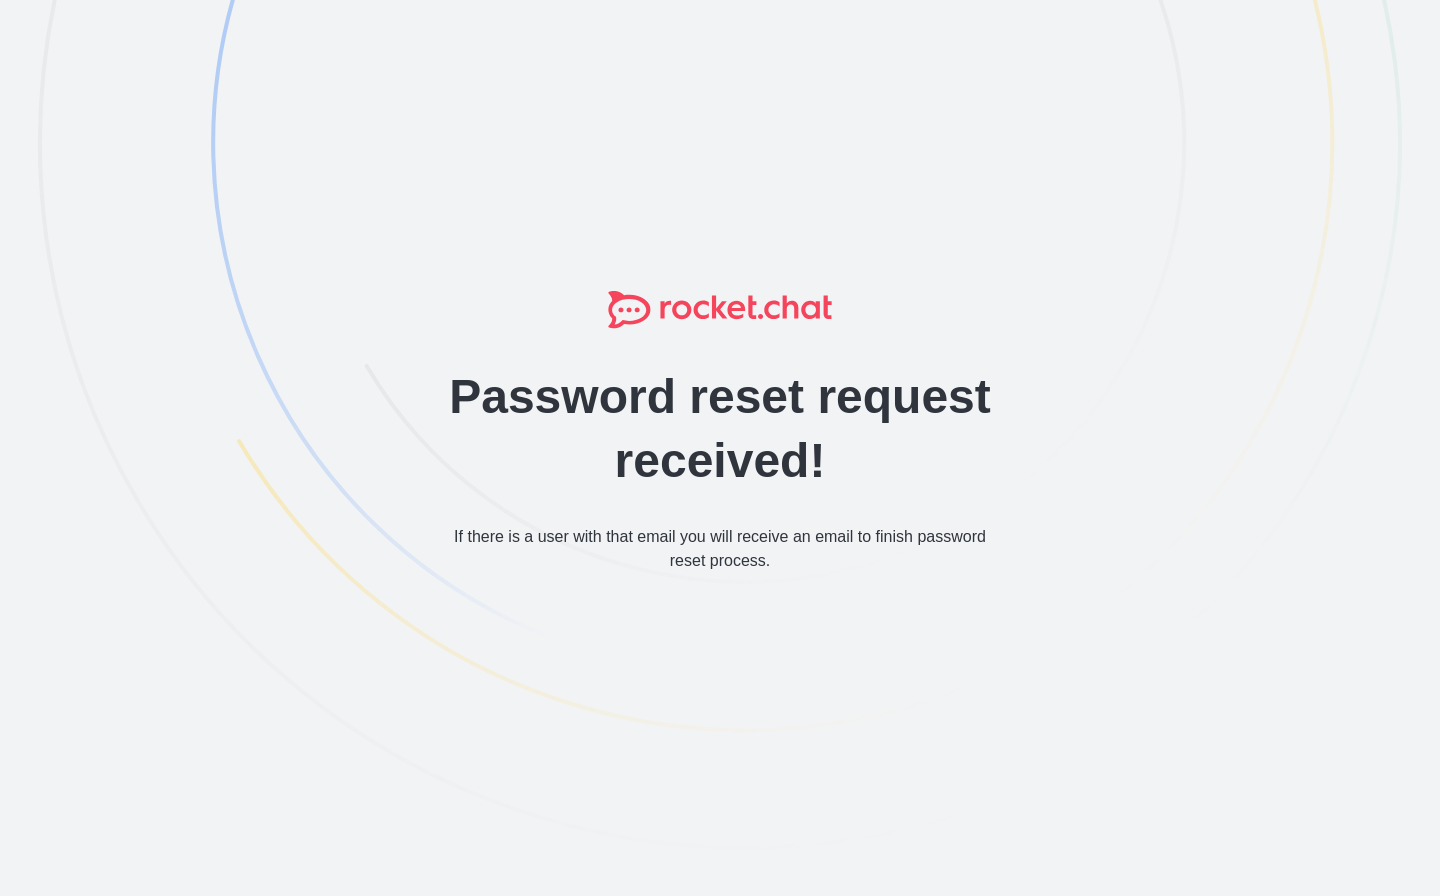 rocket.chat
Password reset request
received!
If there is a user with that email you will receive an email to finish password
reset process.